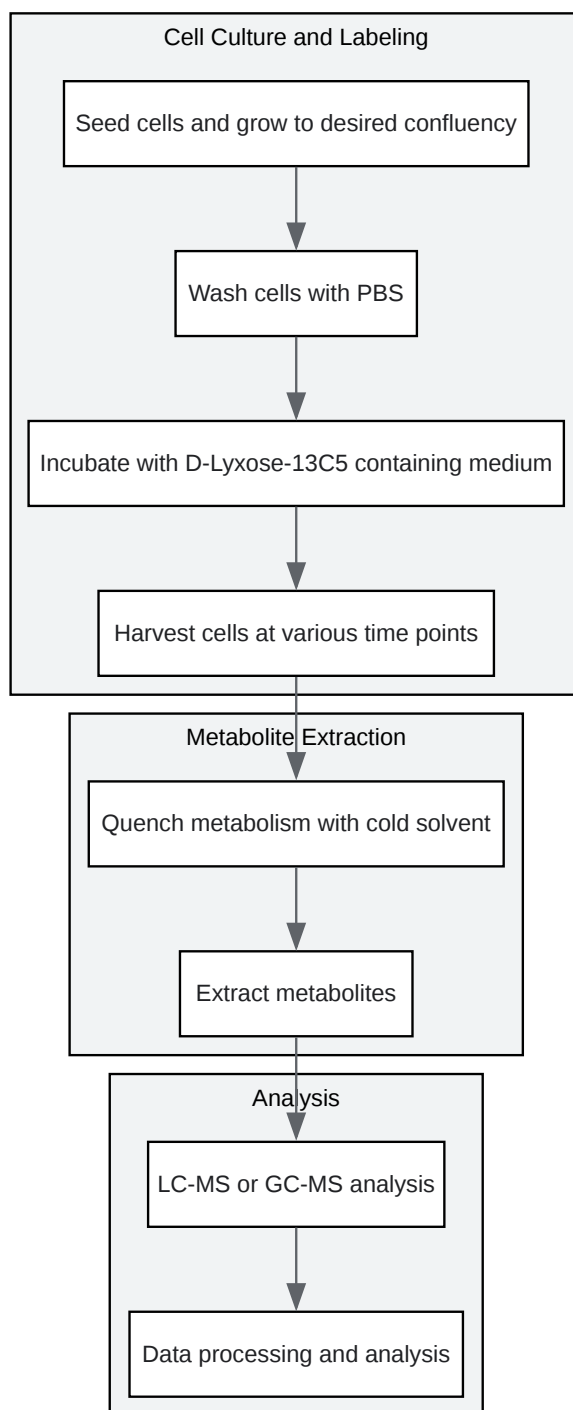 Cell Culture and Labeling
Seed cells and grow to desired confluency
Wash cells with PBS
Incubate with D-Lyxose-13C5 containing medium
Harvest cells at various time points
Metabolite Extraction
Quench metabolism with cold solvent
Extract metabolites
Analysis
LC-MS or GC-MS analysis
Data processing and analysis